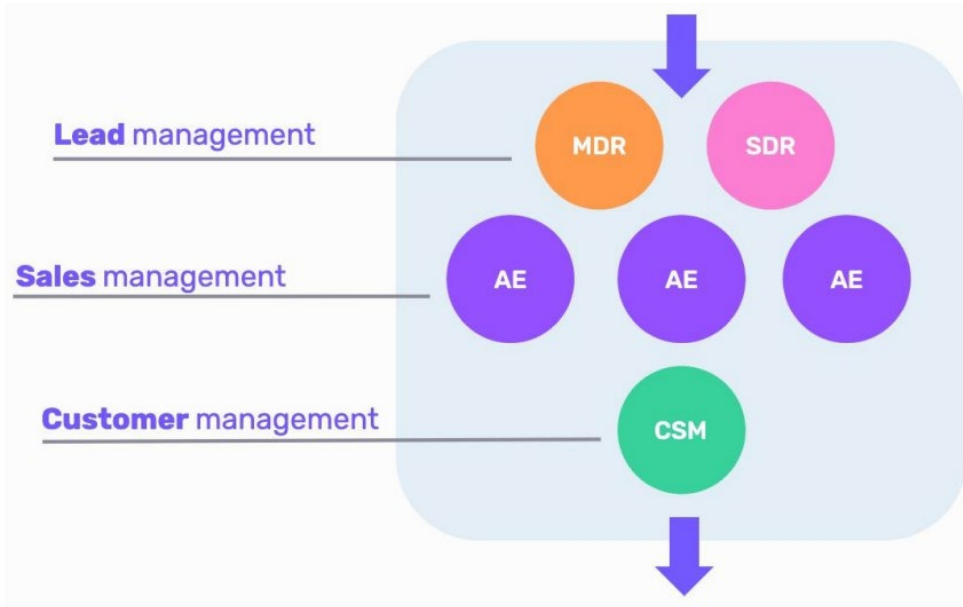 Lead management
MDR SDR
Sales management
AE AE AE
Customer management
CSM